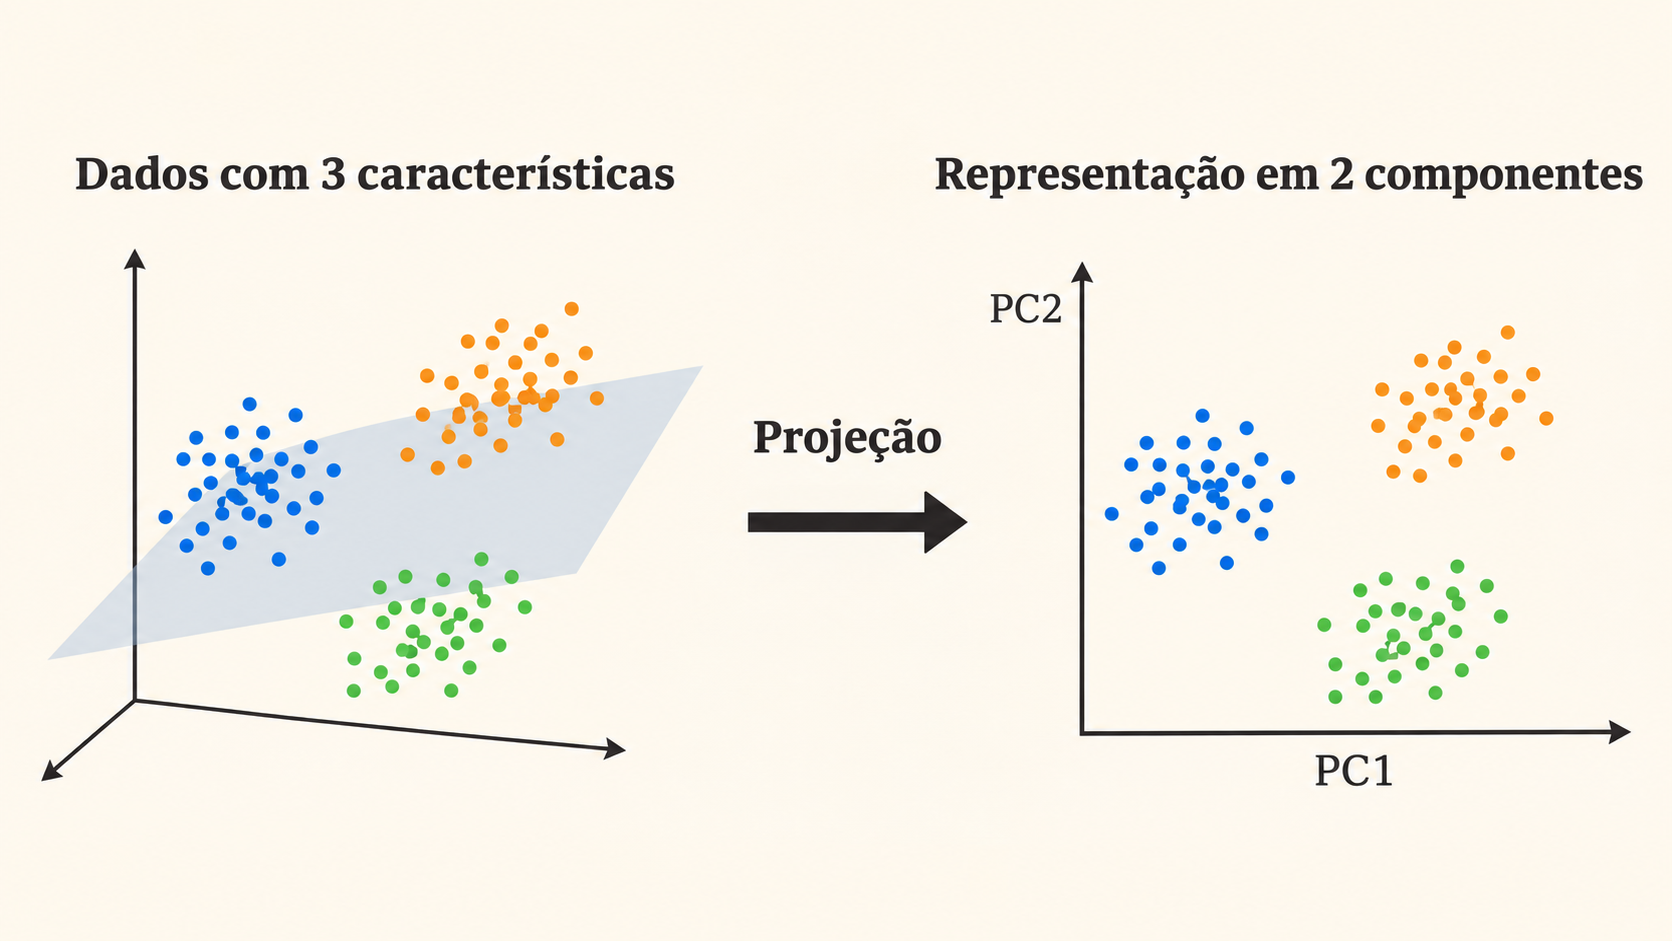 Dados com 3 características
Representação em 2 componentes
PC2
Projeção
PC1